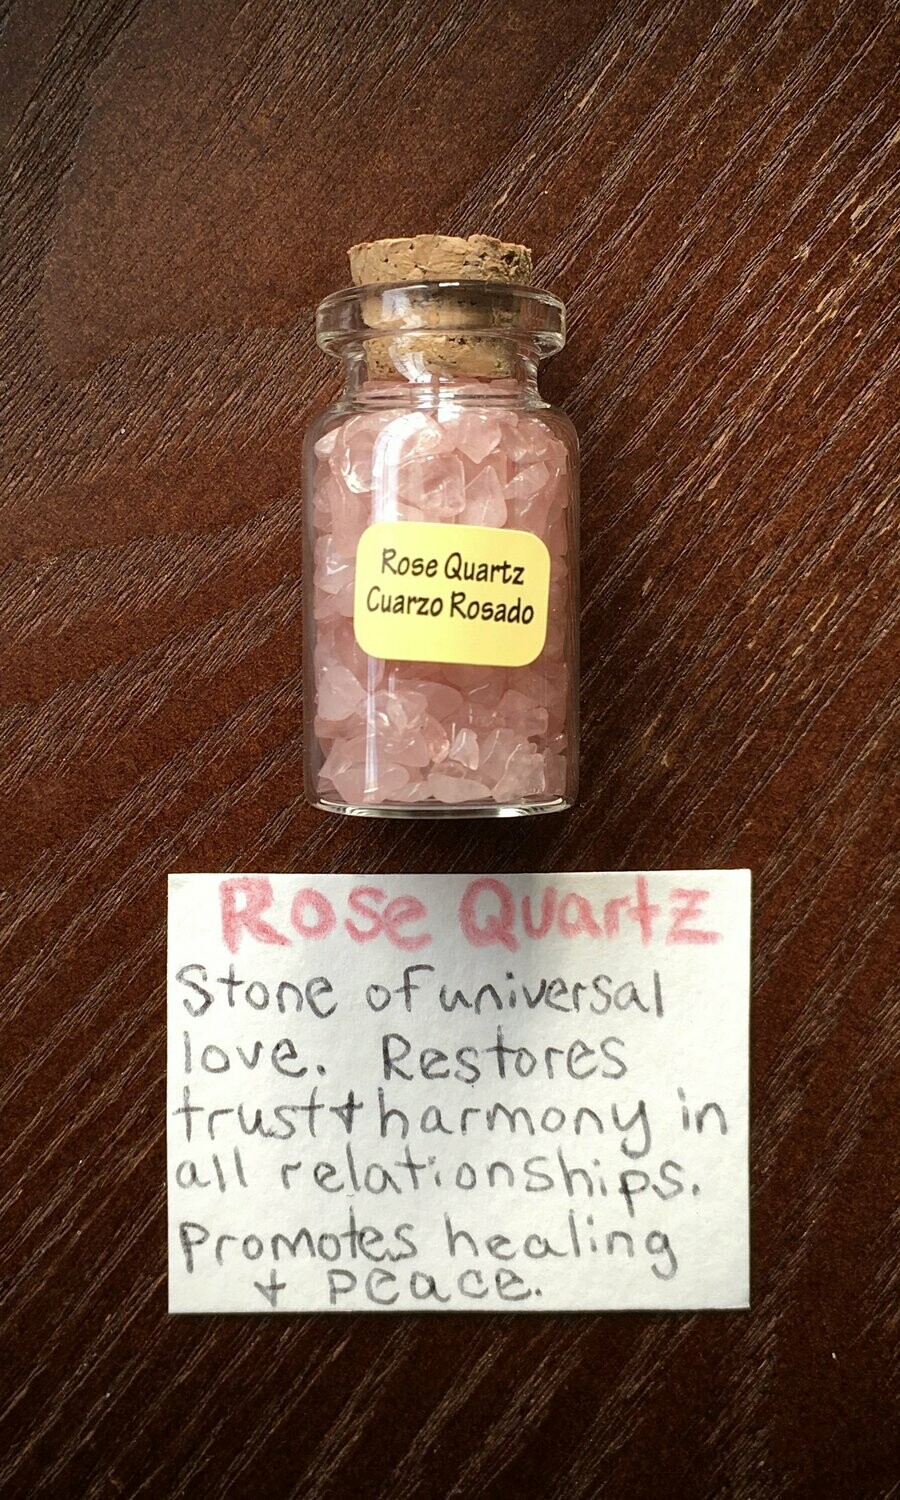 Rose Quartz
Cuarzo Rosado
Rose Quartz
Stone of universal
love. Restores
trust + harmony in
all relationships.
Promotes healing
+ peace.